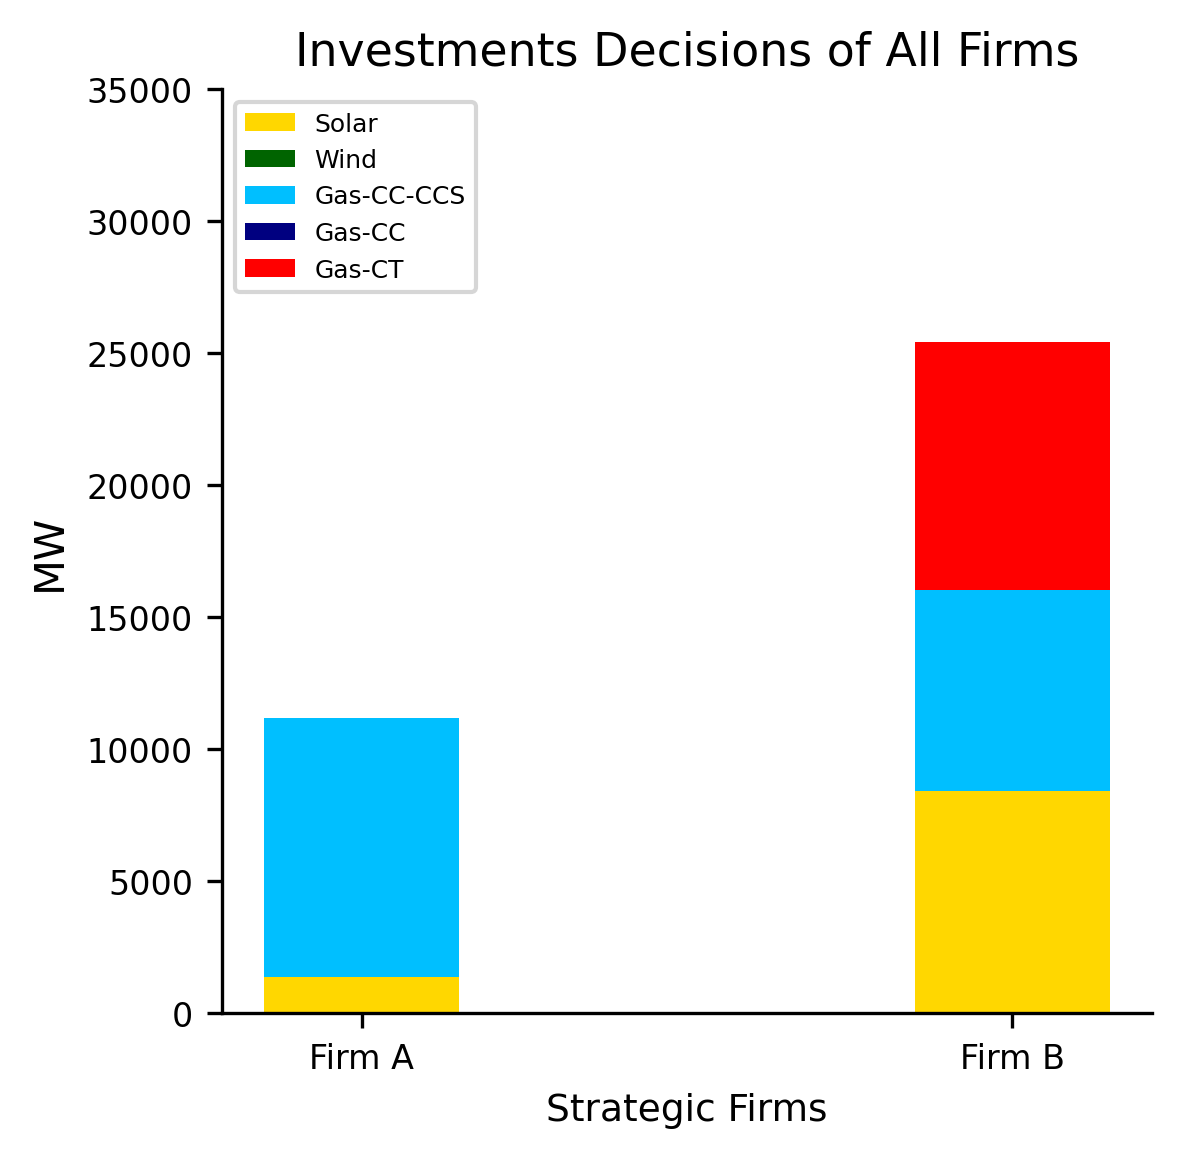 Investments Decisions of All Firms
35000
30000
25000
20000
15000
10000
5000
0
MW
Solar
Wind
Gas-CC-CCS
Gas-CC
Gas-CT
Firm A
Firm B
Strategic Firms